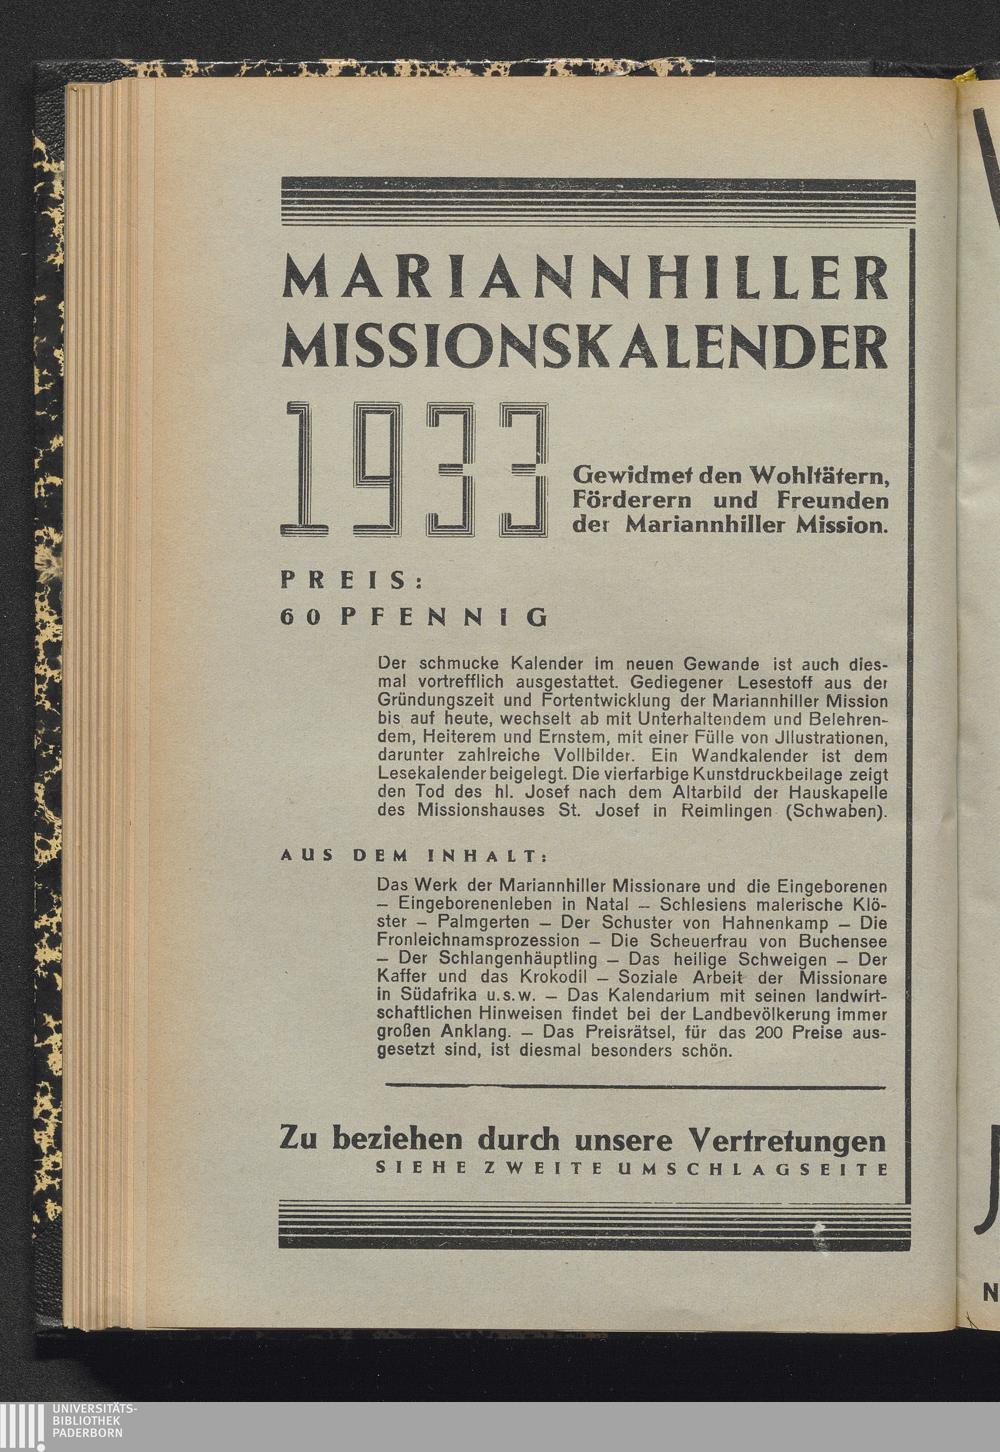 MARIANNHILLER
MISSIONSKALENDER
1933
Gewidmet den Wohltätern,
Förderern und Freunden
der Mariannhiller Mission.
PREIS:
60 PFENNIG
Der schmucke Kalender im neuen Gewande ist auch dies-
mal vortrefflich ausgestattet. Gediegener Lesestoff aus der
Gründungszeit und Fortentwicklung der Mariannhiller Mission
bis auf heute, wechselt ab mit Unterhaltendem und Belehren-
dem, Heiterem und Ernstem, mit einer Fülle von Jllustrationen,
darunter zahlreiche Vollbilder. Ein Wandkalender ist dem
Lesekalender beigelegt. Die vierfarbige Kunstdruckbeilage zeigt
den Tod des hl. Josef nach dem Altarbild der Hauskapelle
des Missionshauses St. Josef in Reimlingen (Schwaben).
AUS DEM INHALT:
Das Werk der Mariannhiller Missionare und die Eingeborenen
— Eingeborenenleben in Natal — Schlesiens malerische Klö-
ster — Palmgerten — Der Schuster von Hahnenkamp — Die
Fronleichnamsprozession — Die Scheuerfrau von Buchensee
— Der Schlangenhäuptling — Das heilige Schweigen — Der
Kaffer und das Krokodil — Soziale Arbeit der Missionare
in Südafrika u.s.w. — Das Kalendarium mit seinen landwirt-
schaftlichen Hinweisen findet bei der Landbevölkerung immer
großen Anklang. — Das Preisrätsel, für das 200 Preise aus-
gesetzt sind, ist diesmal besonders schön.
Zu beziehen durch unsere Vertretungen
SIEHE ZWEITE UMSCHLAGSEITE
N
UNIVERSITÄTS-
BIBLIOTHEK
PADERBORN